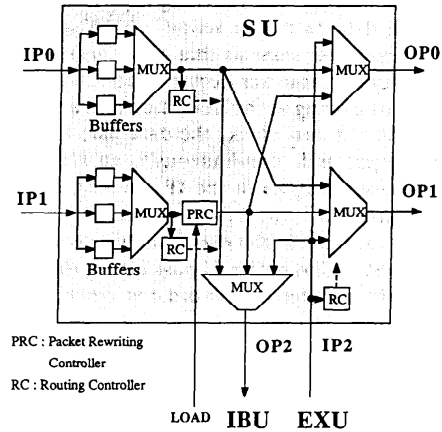 SU
IP0
MUX
MUX
OP0
RC
Buffers
IP1
MUX
PRC
MUX
OP1
RC
Buffers
MUX
RC
PRC : Packet Rewriting
Controller
OP2
IP2
RC : Routing Controller
LOAD
IBU
EXU